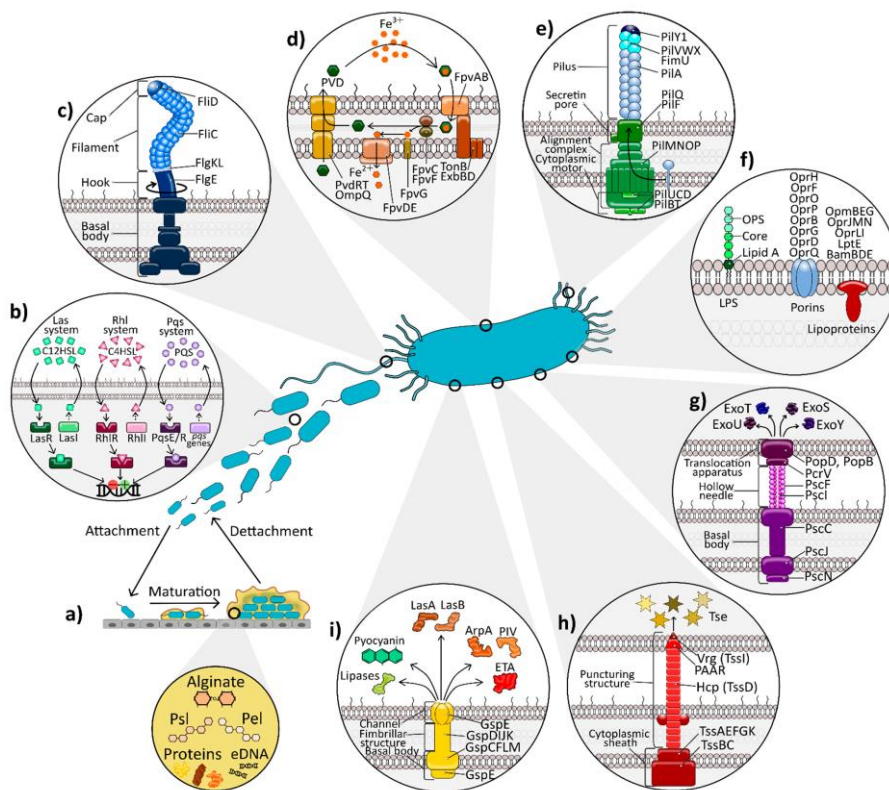 a)
Attachment
Dettachment
Maturation
Alginate
Psl
Pel
Proteins
eDNA
b)
Las
system
Rhl
system
Pqs
system
C12HSL
C4HSL
PQS
LasR
LasI
RhlR
RhlI
PqsE/R
pqs
genes
c)
Cap
Filament
Hook
Basal
body
FliD
FliC
FlgKL
FlgE
d)
Fe3+
PVD
FpvAB
Fe2+
PvdRT
OmpQ
FpvDE
FpvG
FpvC
FpvF
TonB
ExbBD
e)
Pilus
Secretin
pore
Alignment
complex
Cytoplasmic
motor
PilY1
PilVWX
FimU
PilA
PilQ
PilF
PilMNOP
PilUCD
PilBT
f)
OPS
Core
Lipid A
LPS
OprH
OprF
OprO
OprP
OprB
OprG
OprD
OprQ
Porins
OpmBEG
OprJMN
OprLI
LptE
BamBDE
Lipoproteins
g)
ExoT
ExoS
ExoU
ExoY
Translocation
apparatus
Hollow
needle
Basal
body
PopD, PopB
PcrV
PscF
PscI
PscC
PscJ
PscN
h)
Tse
Puncturing
structure
Cytoplasmic
sheath
Vrg (TssI)
PAAR
Hcp (TssD)
TssAEFGK
TssBC
i)
LasA
LasB
Pyocyanin
ArpA
PIV
Lipases
ETA
Channel
Fimbrillar
structure
Basal body
GspE
GspDIJK
GspCFLM
GspE